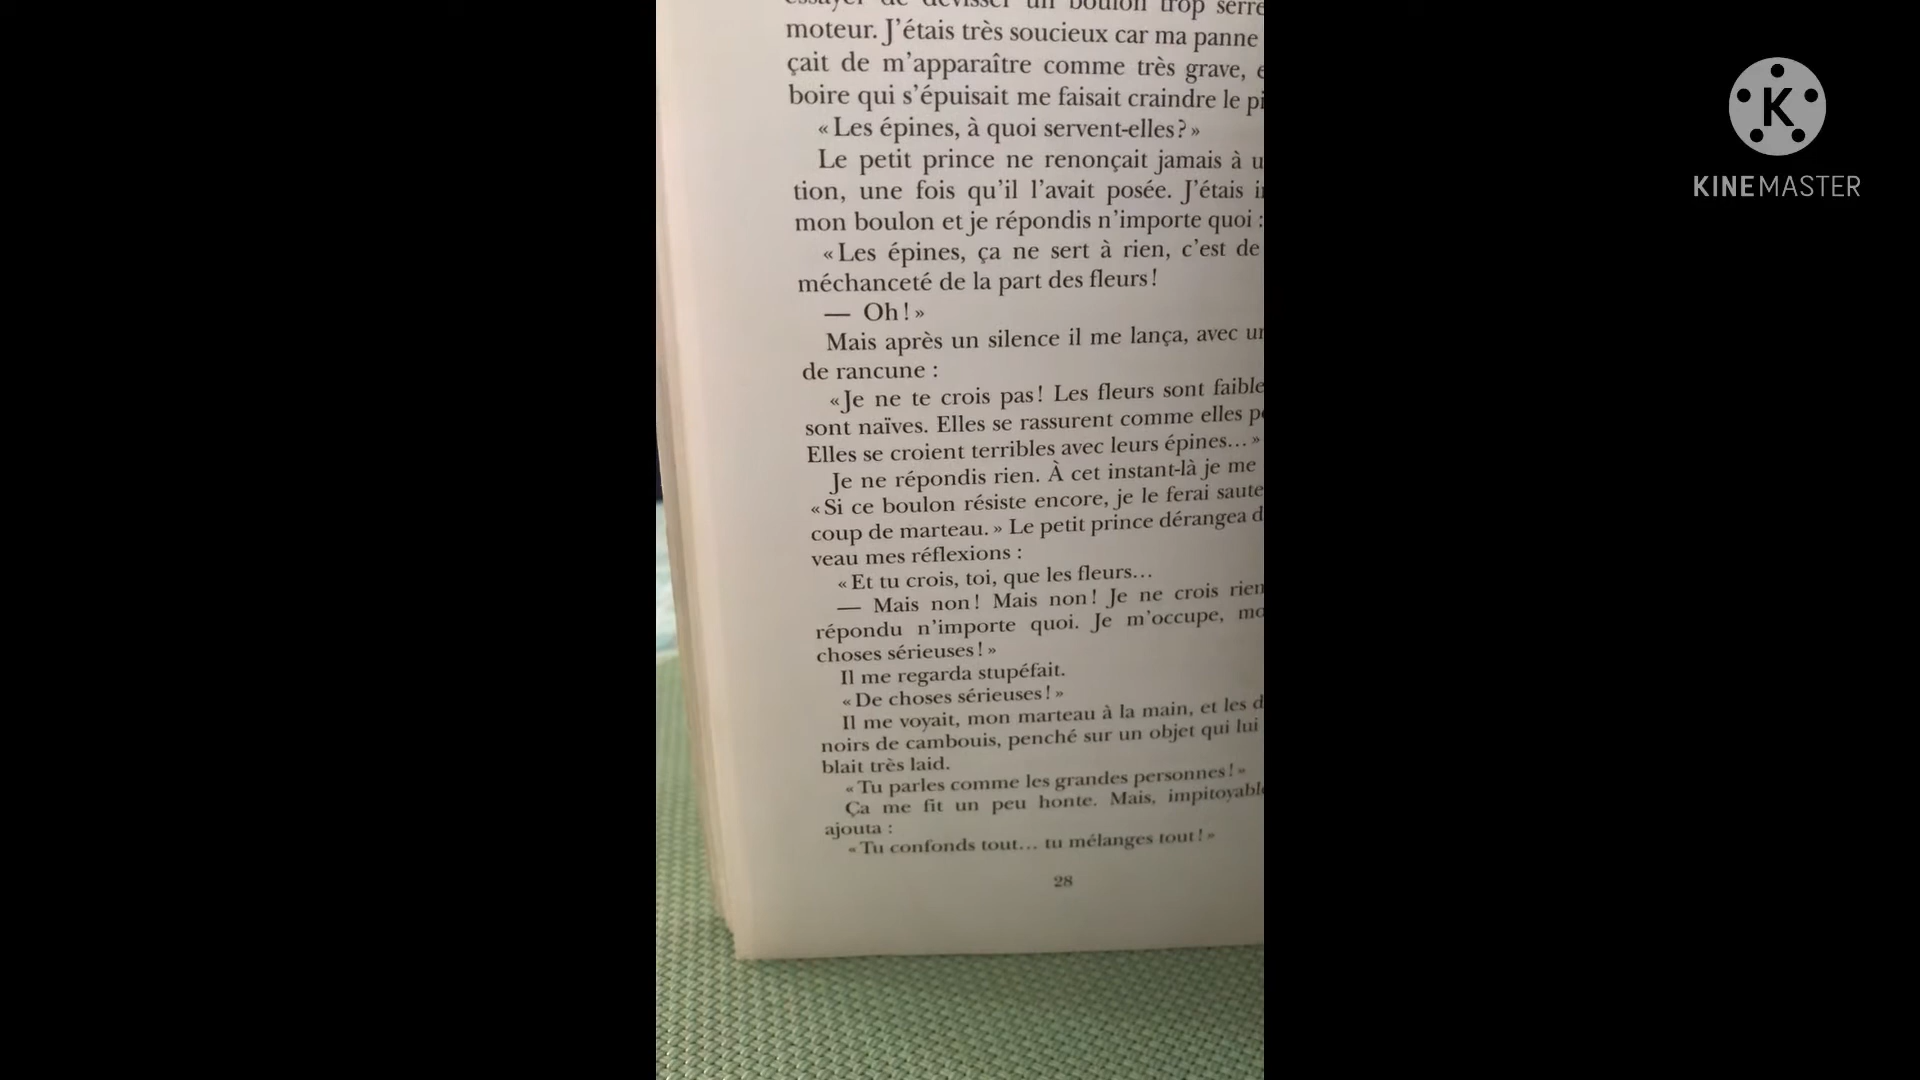 essayer de dévisser un boulon trop serré
moteur. J'étais très soucieux car ma panne
çait de m'apparaître comme très grave,
boire qui s'épuisait me faisait craindre le
« Les épines, à quoi servent-elles ? »
Le petit prince ne renonçait jamais à
tion, une fois qu'il l'avait posée. J'étais
mon boulon et je répondis n'importe quoi :
« Les épines, ça ne sert à rien, c'est de
méchanceté de la part des fleurs !
— Oh ! »
Mais après un silence il me lança, avec
de rancune :
« Je ne te crois pas ! Les fleurs sont faible
sont naïves. Elles se rassurent comme elles
Elles se croient terribles avec leurs épines... »
Je ne répondis rien. À cet instant-là je me
« Si ce boulon résiste encore, je le ferai saute
coup de marteau. » Le petit prince dérangea d
veau mes réflexions :
« Et tu crois, toi, que les fleurs...
— Mais non ! Mais non ! Je ne crois rien
répondu n'importe quoi. Je m'occupe, mo
choses sérieuses ! »
Il me regarda stupéfait.
« De choses sérieuses ! »
Il me voyait, mon marteau à la main, et les d
noirs de cambouis, penché sur un objet qui lui
blait très laid.
« Tu parles comme les grandes personnes ! »
Ça me fit un peu honte. Mais, impitoyable
ajouta :
« Tu confonds tout... tu mélanges tout ! »
28
K
KINEMASTER